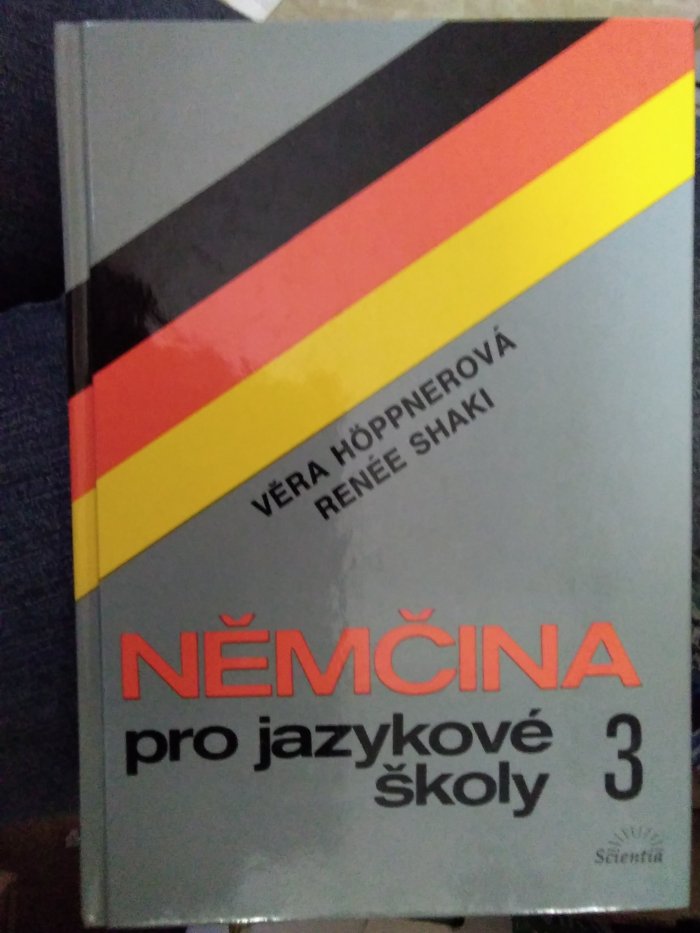 VĚRA HÖPPNEROVÁ
RENÉE SHAKI
NĚMČINA
pro jazykové
školy 3
Scientia